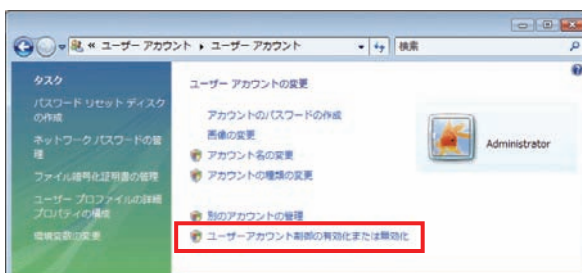 « ユーザー アカウント ▸ ユーザー アカウント
検索
タスク
パスワード リセット ディスク
の作成
ネットワーク パスワードの管
理
ファイル暗号化証明書の管理
ユーザー プロファイルの詳細
プロパティの構成
環境変数の変更
ユーザー アカウントの変更
アカウントのパスワードの作成
画像の変更
アカウント名の変更
アカウントの種類の変更
別のアカウントの管理
ユーザーアカウント制御の有効化または無効化
Administrator